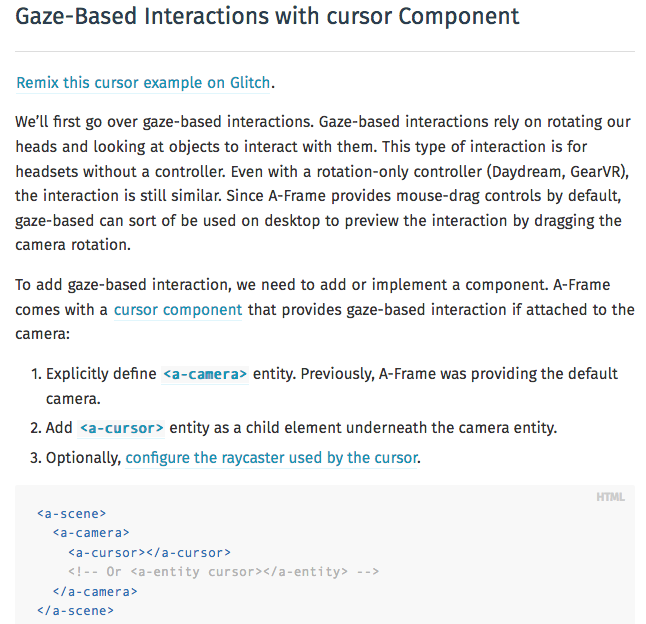 Gaze-Based Interactions with cursor Component
Remix this cursor example on Glitch.
We’ll first go over gaze-based interactions. Gaze-based interactions rely on rotating our
heads and looking at objects to interact with them. This type of interaction is for
headsets without a controller. Even with a rotation-only controller (Daydream, GearVR),
the interaction is still similar. Since A-Frame provides mouse-drag controls by default,
gaze-based can sort of be used on desktop to preview the interaction by dragging the
camera rotation.
To add gaze-based interaction, we need to add or implement a component. A-Frame
comes with a cursor component that provides gaze-based interaction if attached to the
camera:
1. Explicitly define <a-camera> entity. Previously, A-Frame was providing the default
camera.
2. Add <a-cursor> entity as a child element underneath the camera entity.
3. Optionally, configure the raycaster used by the cursor.
HTML
<a-scene>
<a-camera>
<a-cursor></a-cursor>
<!-- Or <a-entity cursor></a-entity> -->
</a-camera>
</a-scene>